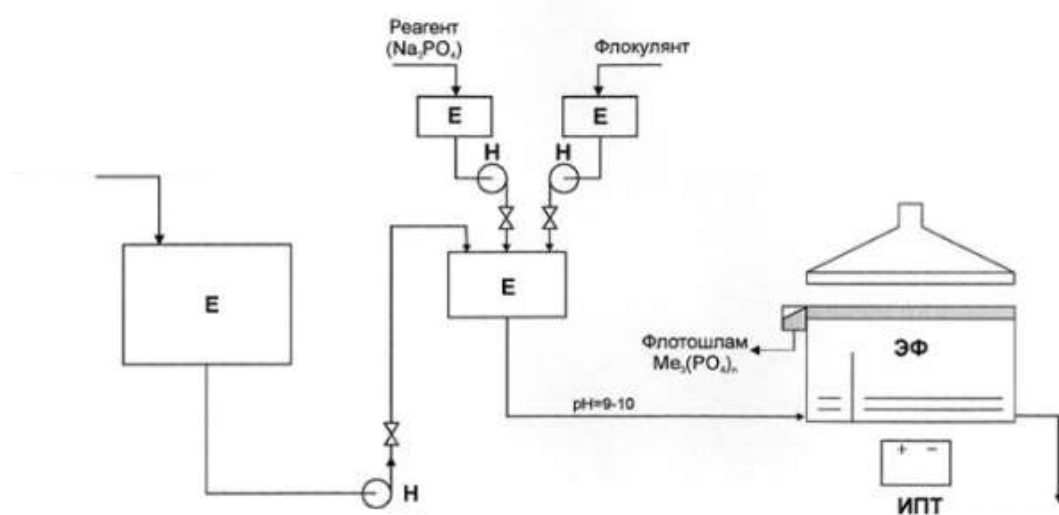 Реагент
(Na₃PO₄)
Флокулянт
Е
Е
Н
Н
Е
Е
Флотошлам
Me₃(PO₄)ₙ
ЭФ
pH=9-10
+ −
Н
ИПТ